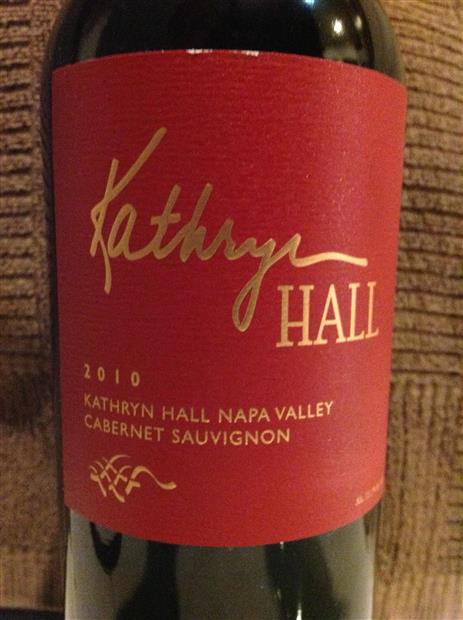 Kathryn
HALL
2010
KATHRYN HALL NAPA VALLEY
CABERNET SAUVIGNON